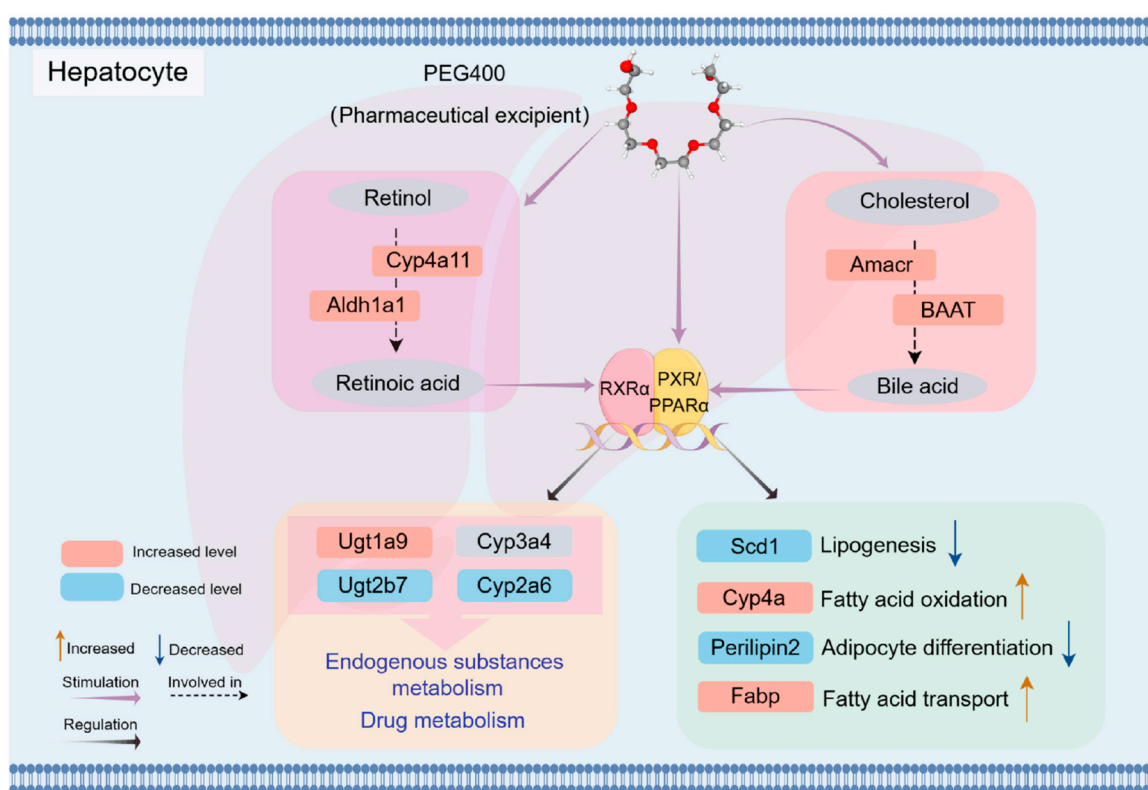 Hepatocyte
PEG400
(Pharmaceutical excipient)
Retinol
Cyp4a11
Aldh1a1
Retinoic acid
Cholesterol
Amacr
BAAT
Bile acid
RXRα
PXR/
PPARα
Ugt1a9
Cyp3a4
Ugt2b7
Cyp2a6
Endogenous substances
metabolism
Drug metabolism
Scd1 Lipogenesis
Cyp4a Fatty acid oxidation
Perilipin2 Adipocyte differentiation
Fabp Fatty acid transport
Increased level
Decreased level
Increased Decreased
Stimulation Involved in
Regulation